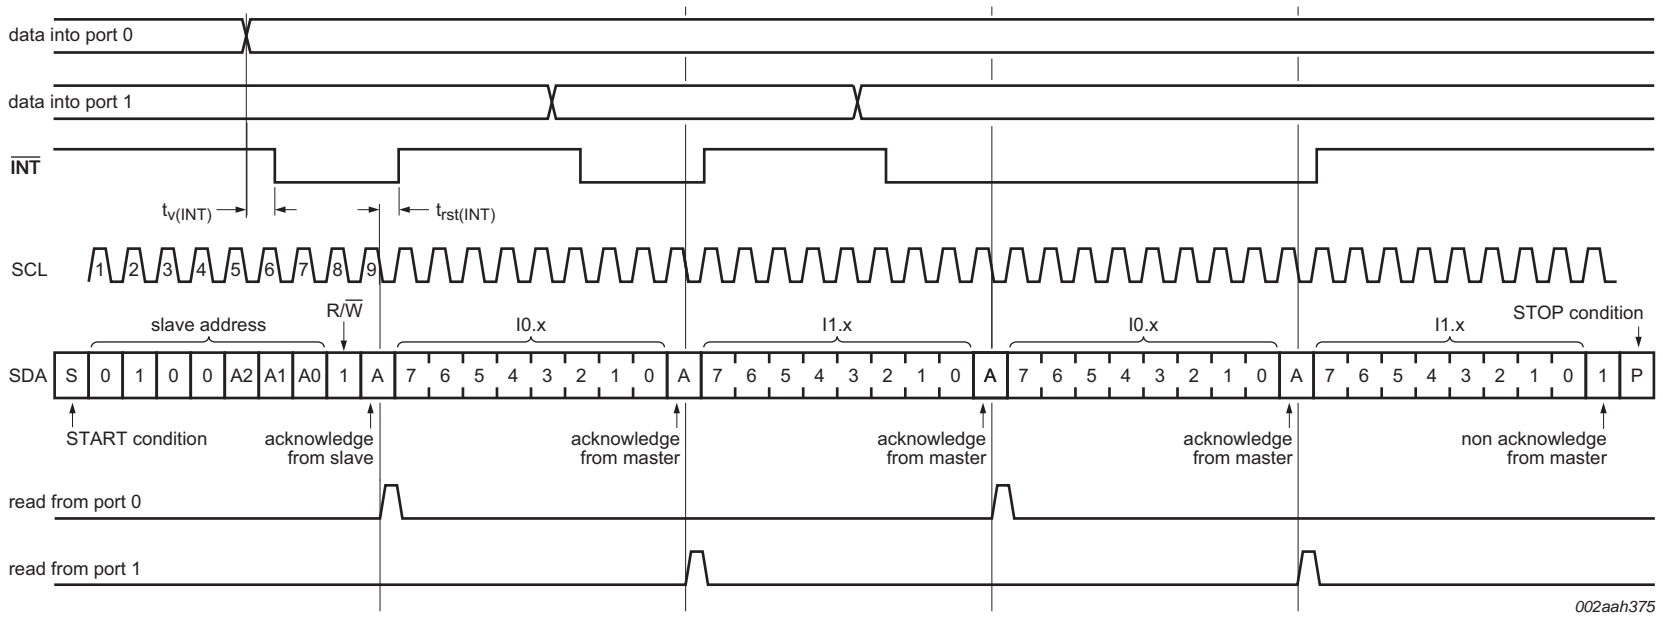 data into port 0
data into port 1
INT
tv(INT) trst(INT)
SCL 1 2 3 4 5 6 7 8 9
R/W
STOP condition
slave address I0.x I1.x I0.x I1.x
SDA S 0 1 0 0 A2 A1 A0 1 A 7 6 5 4 3 2 1 0 A 7 6 5 4 3 2 1 0 A 7 6 5 4 3 2 1 0 A 7 6 5 4 3 2 1 0 1 P
START condition
acknowledge
from slave
acknowledge
from master
acknowledge
from master
acknowledge
from master
non acknowledge
from master
read from port 0
read from port 1
002aah375